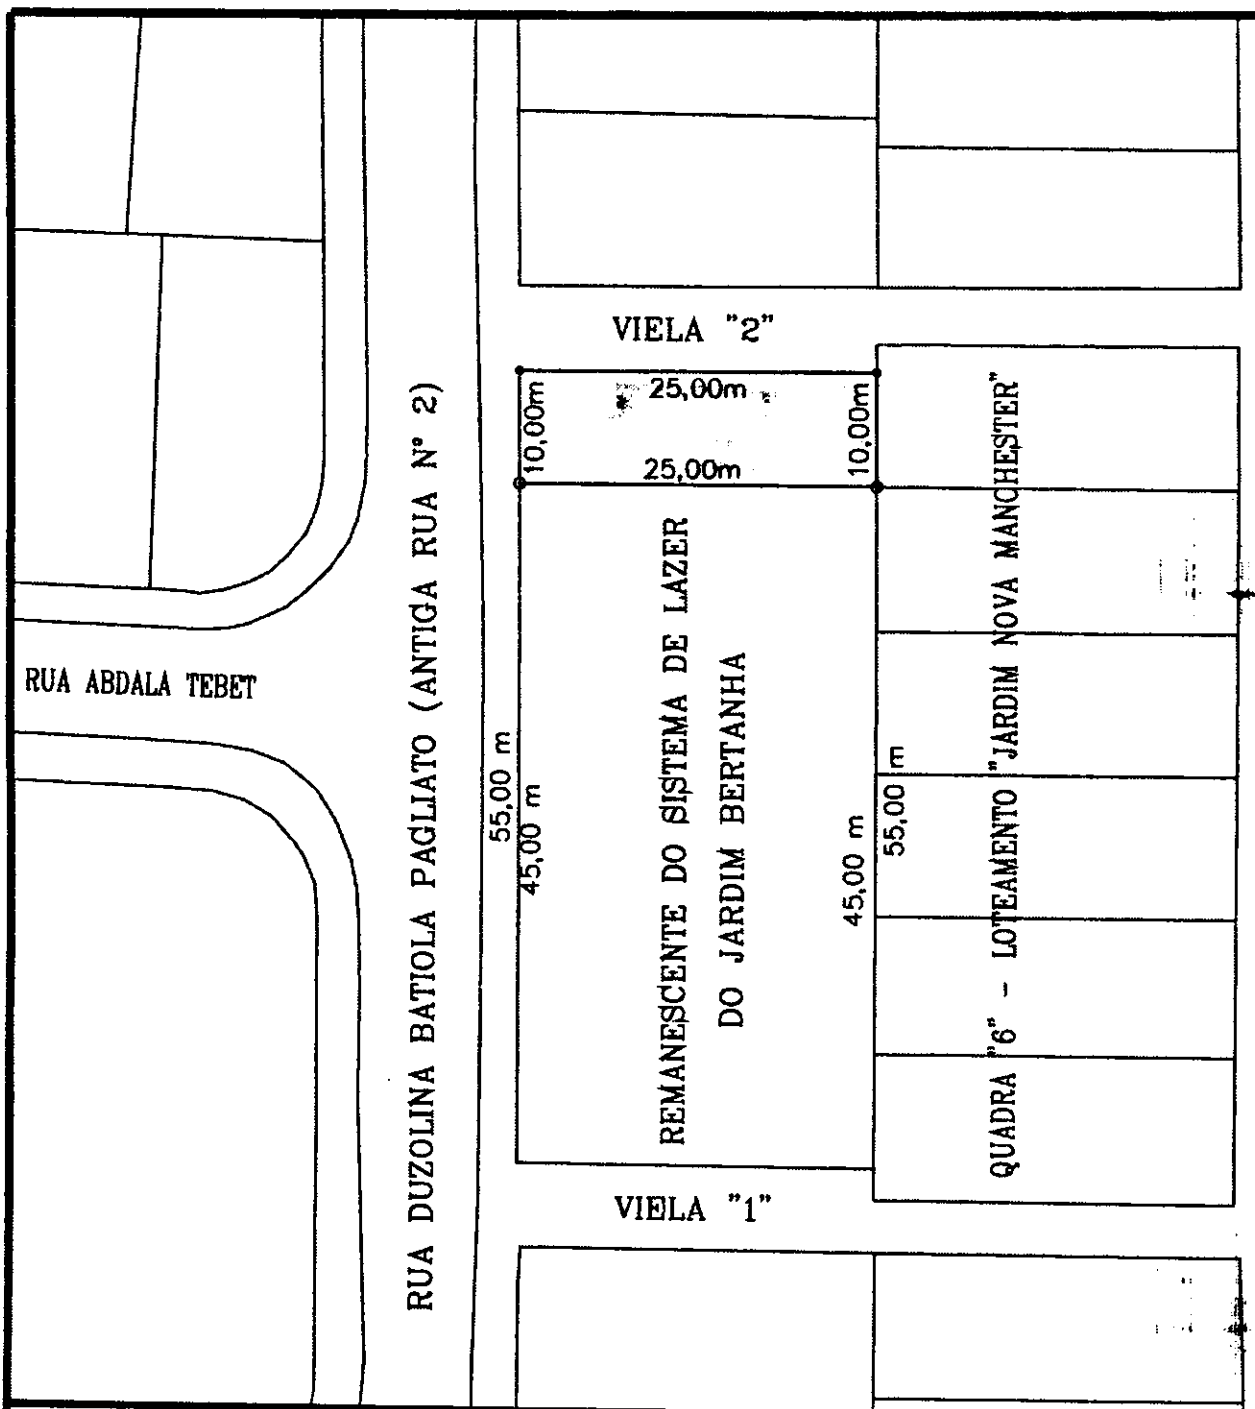 VIELA "2"
25,00m
10,00m
10,00m
25,00m
RUA ABDALA TEBET
RUA DUZOLINA BATIOLA PAGLIATO (ANTIGA RUA N° 2)
55,00 m
45,00 m
REMANESCENTE DO SISTEMA DE LAZER
DO JARDIM BERTANHA
45,00 m
55,00 m
QUADRA "6" - LOTEAMENTO "JARDIM NOVA MANCHESTER"
VIELA "1"